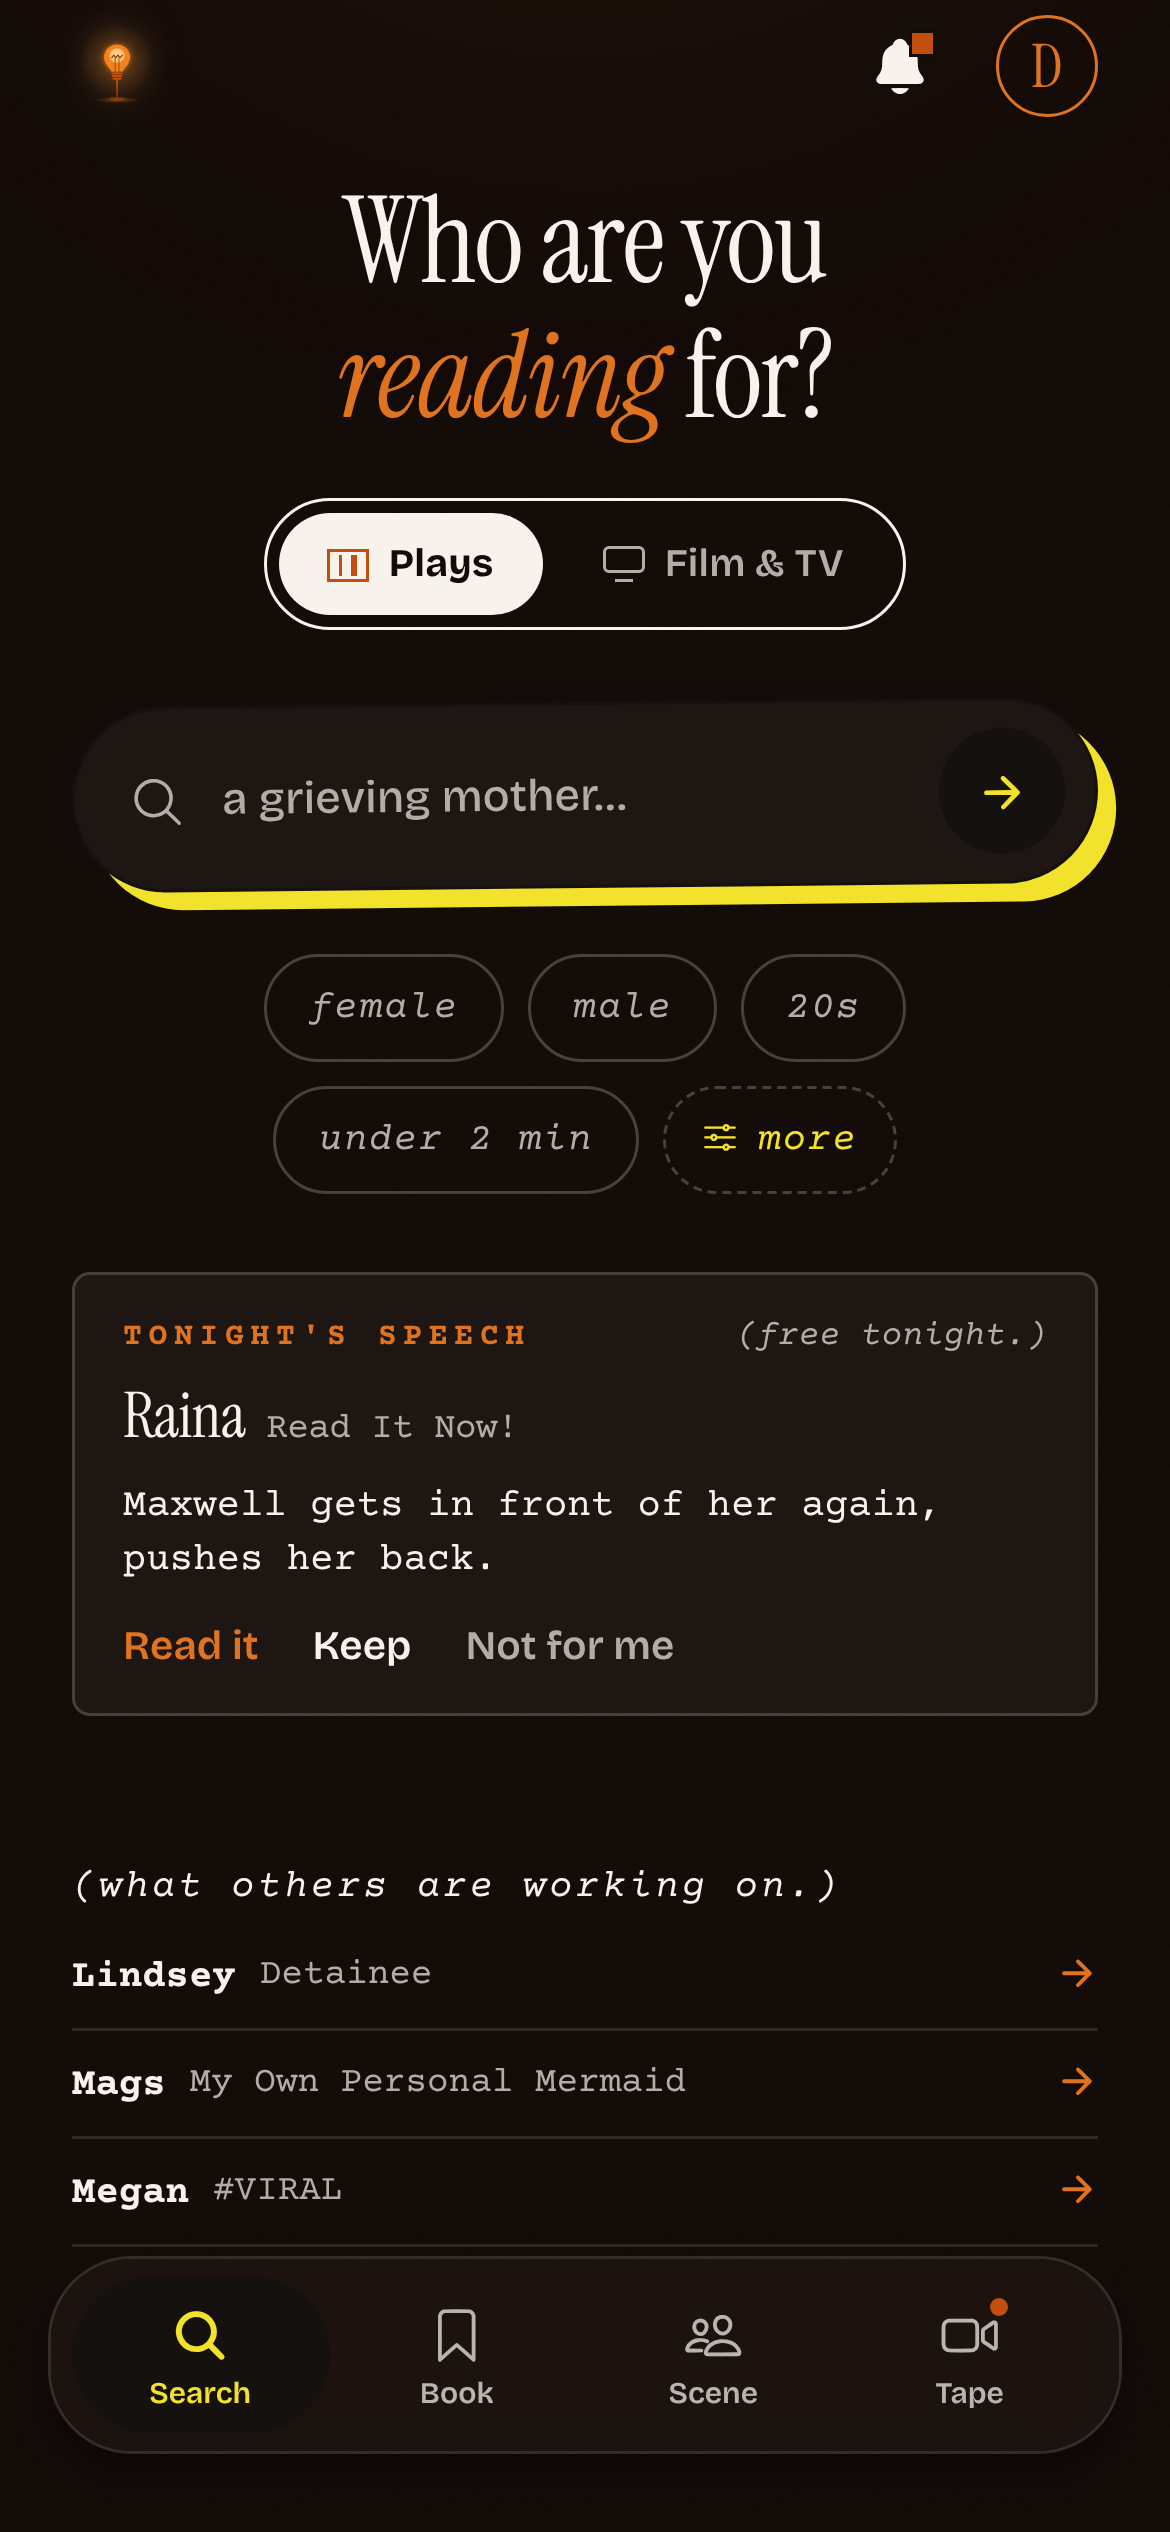 D
Who are you
reading for?
Plays
Film & TV
a grieving mother...
female
male
20s
under 2 min
more
TONIGHT'S SPEECH
(free tonight.)
Raina Read It Now!
Maxwell gets in front of her again,
pushes her back.
Read it
Keep
Not for me
(what others are working on.)
Lindsey Detainee
Mags My Own Personal Mermaid
Megan #VIRAL
Search
Book
Scene
Tape